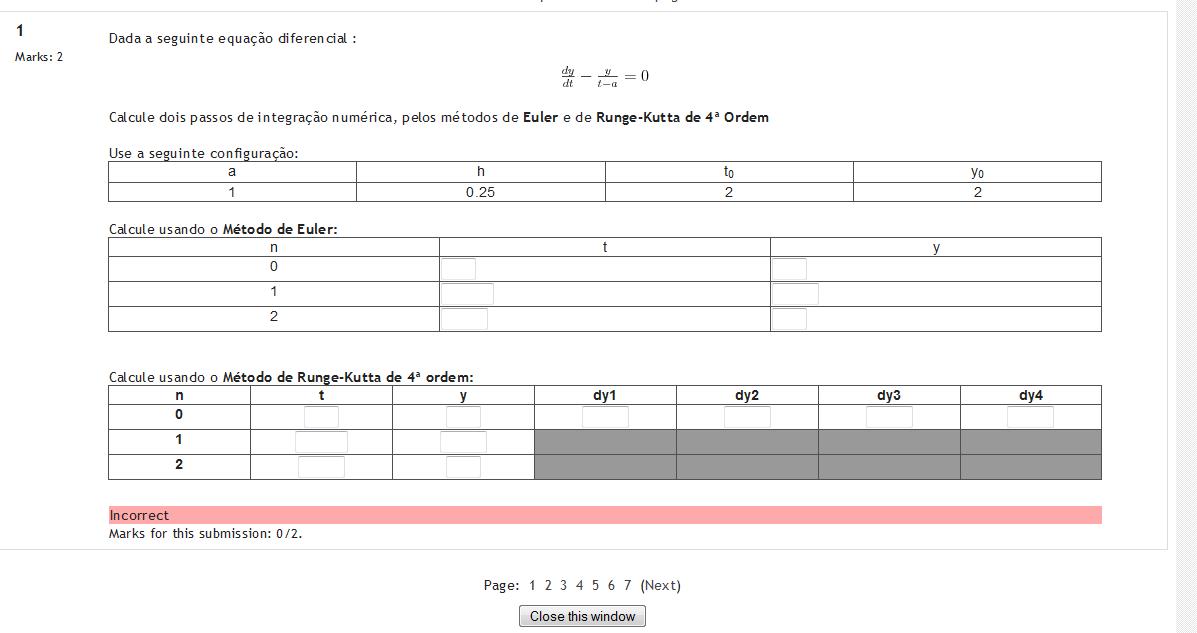 1
Marks: 2
Dada a seguinte equação diferencial :
dy/dt − y/(t−a) = 0
Calcule dois passos de integração numérica, pelos métodos de Euler e de Runge-Kutta de 4ª Ordem
Use a seguinte configuração:
a h t₀ y₀
1 0.25 2 2
Calcule usando o Método de Euler:
n t y
0
1
2
Calcule usando o Método de Runge-Kutta de 4ª ordem:
n t y dy1 dy2 dy3 dy4
0
1
2
Incorrect
Marks for this submission: 0/2.
Page: 1 2 3 4 5 6 7 (Next)
Close this window